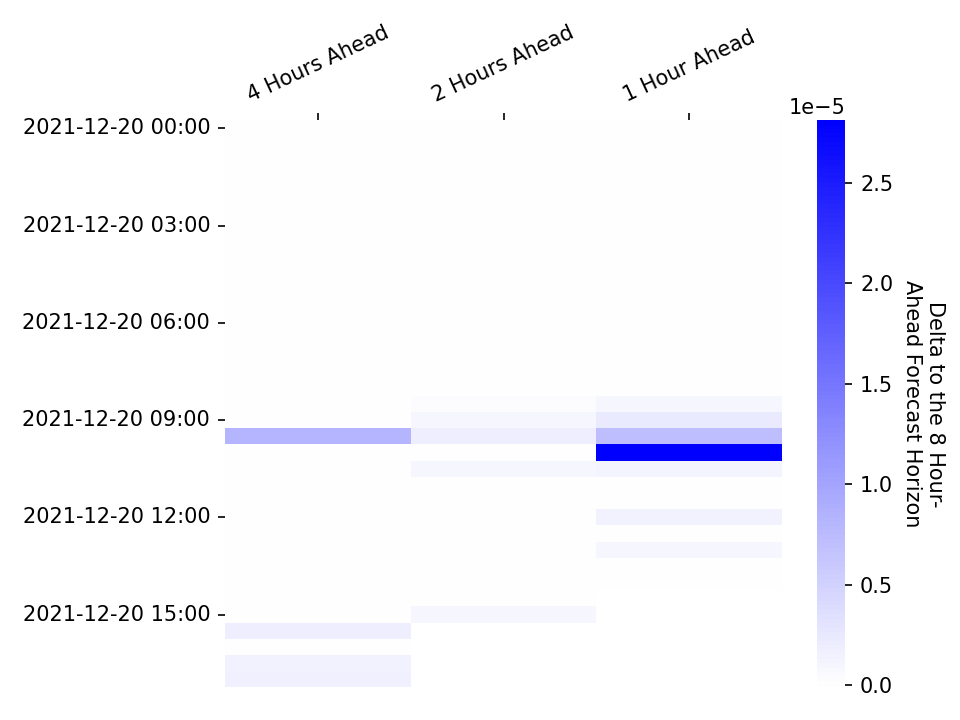 4 Hours Ahead
2 Hours Ahead
1 Hour Ahead
1e−5
2021-12-20 00:00
2021-12-20 03:00
2021-12-20 06:00
2021-12-20 09:00
2021-12-20 12:00
2021-12-20 15:00
2.5
2.0
1.5
1.0
0.5
0.0
Delta to the 8 Hour-
Ahead Forecast Horizon